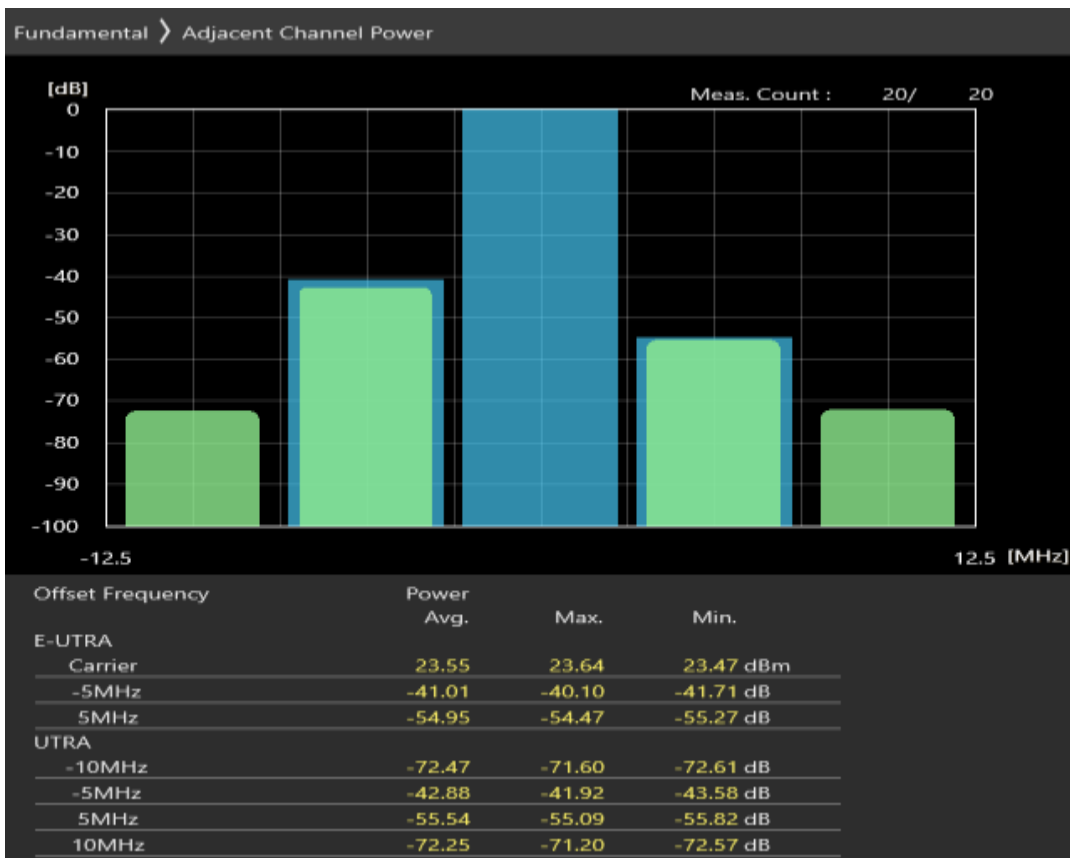 Fundamental 》 Adjacent Channel Power
[dB]
Meas. Count : 20/ 20
0
-10
-20
-30
-40
-50
-60
-70
-80
-90
-100
-12.5 12.5 [MHz]
Offset Frequency Power
Avg. Max. Min.
E-UTRA
Carrier 23.55 23.64 23.47 dBm
-5MHz -41.01 -40.10 -41.71 dB
5MHz -54.95 -54.47 -55.27 dB
UTRA
-10MHz -72.47 -71.60 -72.61 dB
-5MHz -42.88 -41.92 -43.58 dB
5MHz -55.54 -55.09 -55.82 dB
10MHz -72.25 -71.20 -72.57 dB